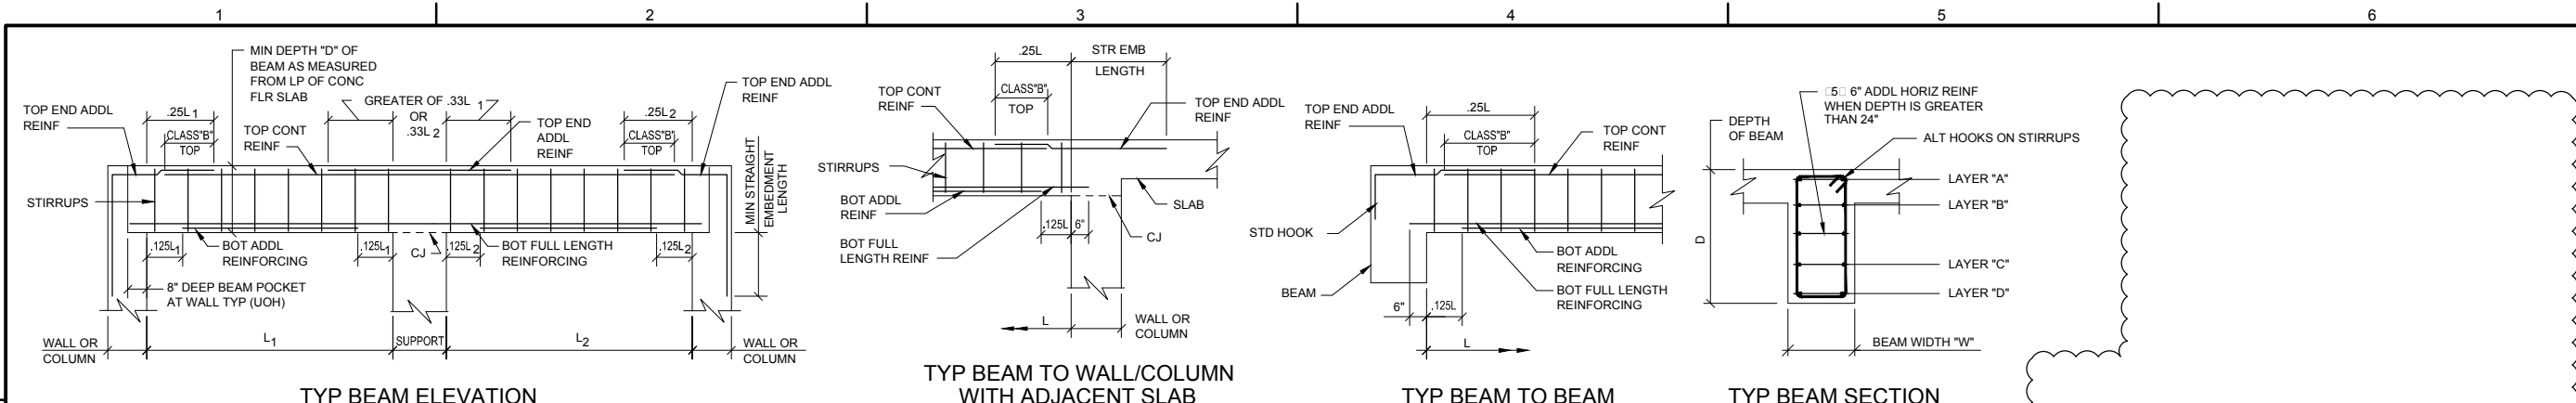 1
2
3
4
5
6
MIN DEPTH "D" OF
BEAM AS MEASURED
FROM LP OF CONC
FLR SLAB
TOP END ADDL
REINF
.25L1
CLASS"B"
TOP
TOP CONT
REINF
GREATER OF .33L 1
OR
.33L 2
TOP END
ADDL
REINF
.25L2
CLASS"B"
TOP
TOP END ADDL
REINF
STIRRUPS
MIN STRAIGHT
EMBEDMENT
LENGTH
.125L1
BOT ADDL
REINFORCING
.125L1
CJ
.125L2
BOT FULL LENGTH
REINFORCING
.125L2
8" DEEP BEAM POCKET
AT WALL TYP (UOH)
WALL OR
COLUMN
L1
SUPPORT
L2
WALL OR
COLUMN
TYP BEAM ELEVATION
.25L
STR EMB
LENGTH
CLASS"B"
TOP
TOP CONT
REINF
TOP END ADDL
REINF
STIRRUPS
BOT ADDL
REINF
SLAB
.125L
6"
BOT FULL
LENGTH REINF
CJ
L
WALL OR
COLUMN
TYP BEAM TO WALL/COLUMN
WITH ADJACENT SLAB
TOP END ADDL
REINF
.25L
CLASS"B"
TOP
TOP CONT
REINF
STD HOOK
BOT ADDL
REINFORCING
BEAM
BOT FULL LENGTH
REINFORCING
6"
.125L
L
TYP BEAM TO BEAM
5 6" ADDL HORIZ REINF
WHEN DEPTH IS GREATER
THAN 24"
DEPTH
OF BEAM
ALT HOOKS ON STIRRUPS
LAYER "A"
LAYER "B"
D
LAYER "C"
LAYER "D"
BEAM WIDTH "W"
TYP BEAM SECTION